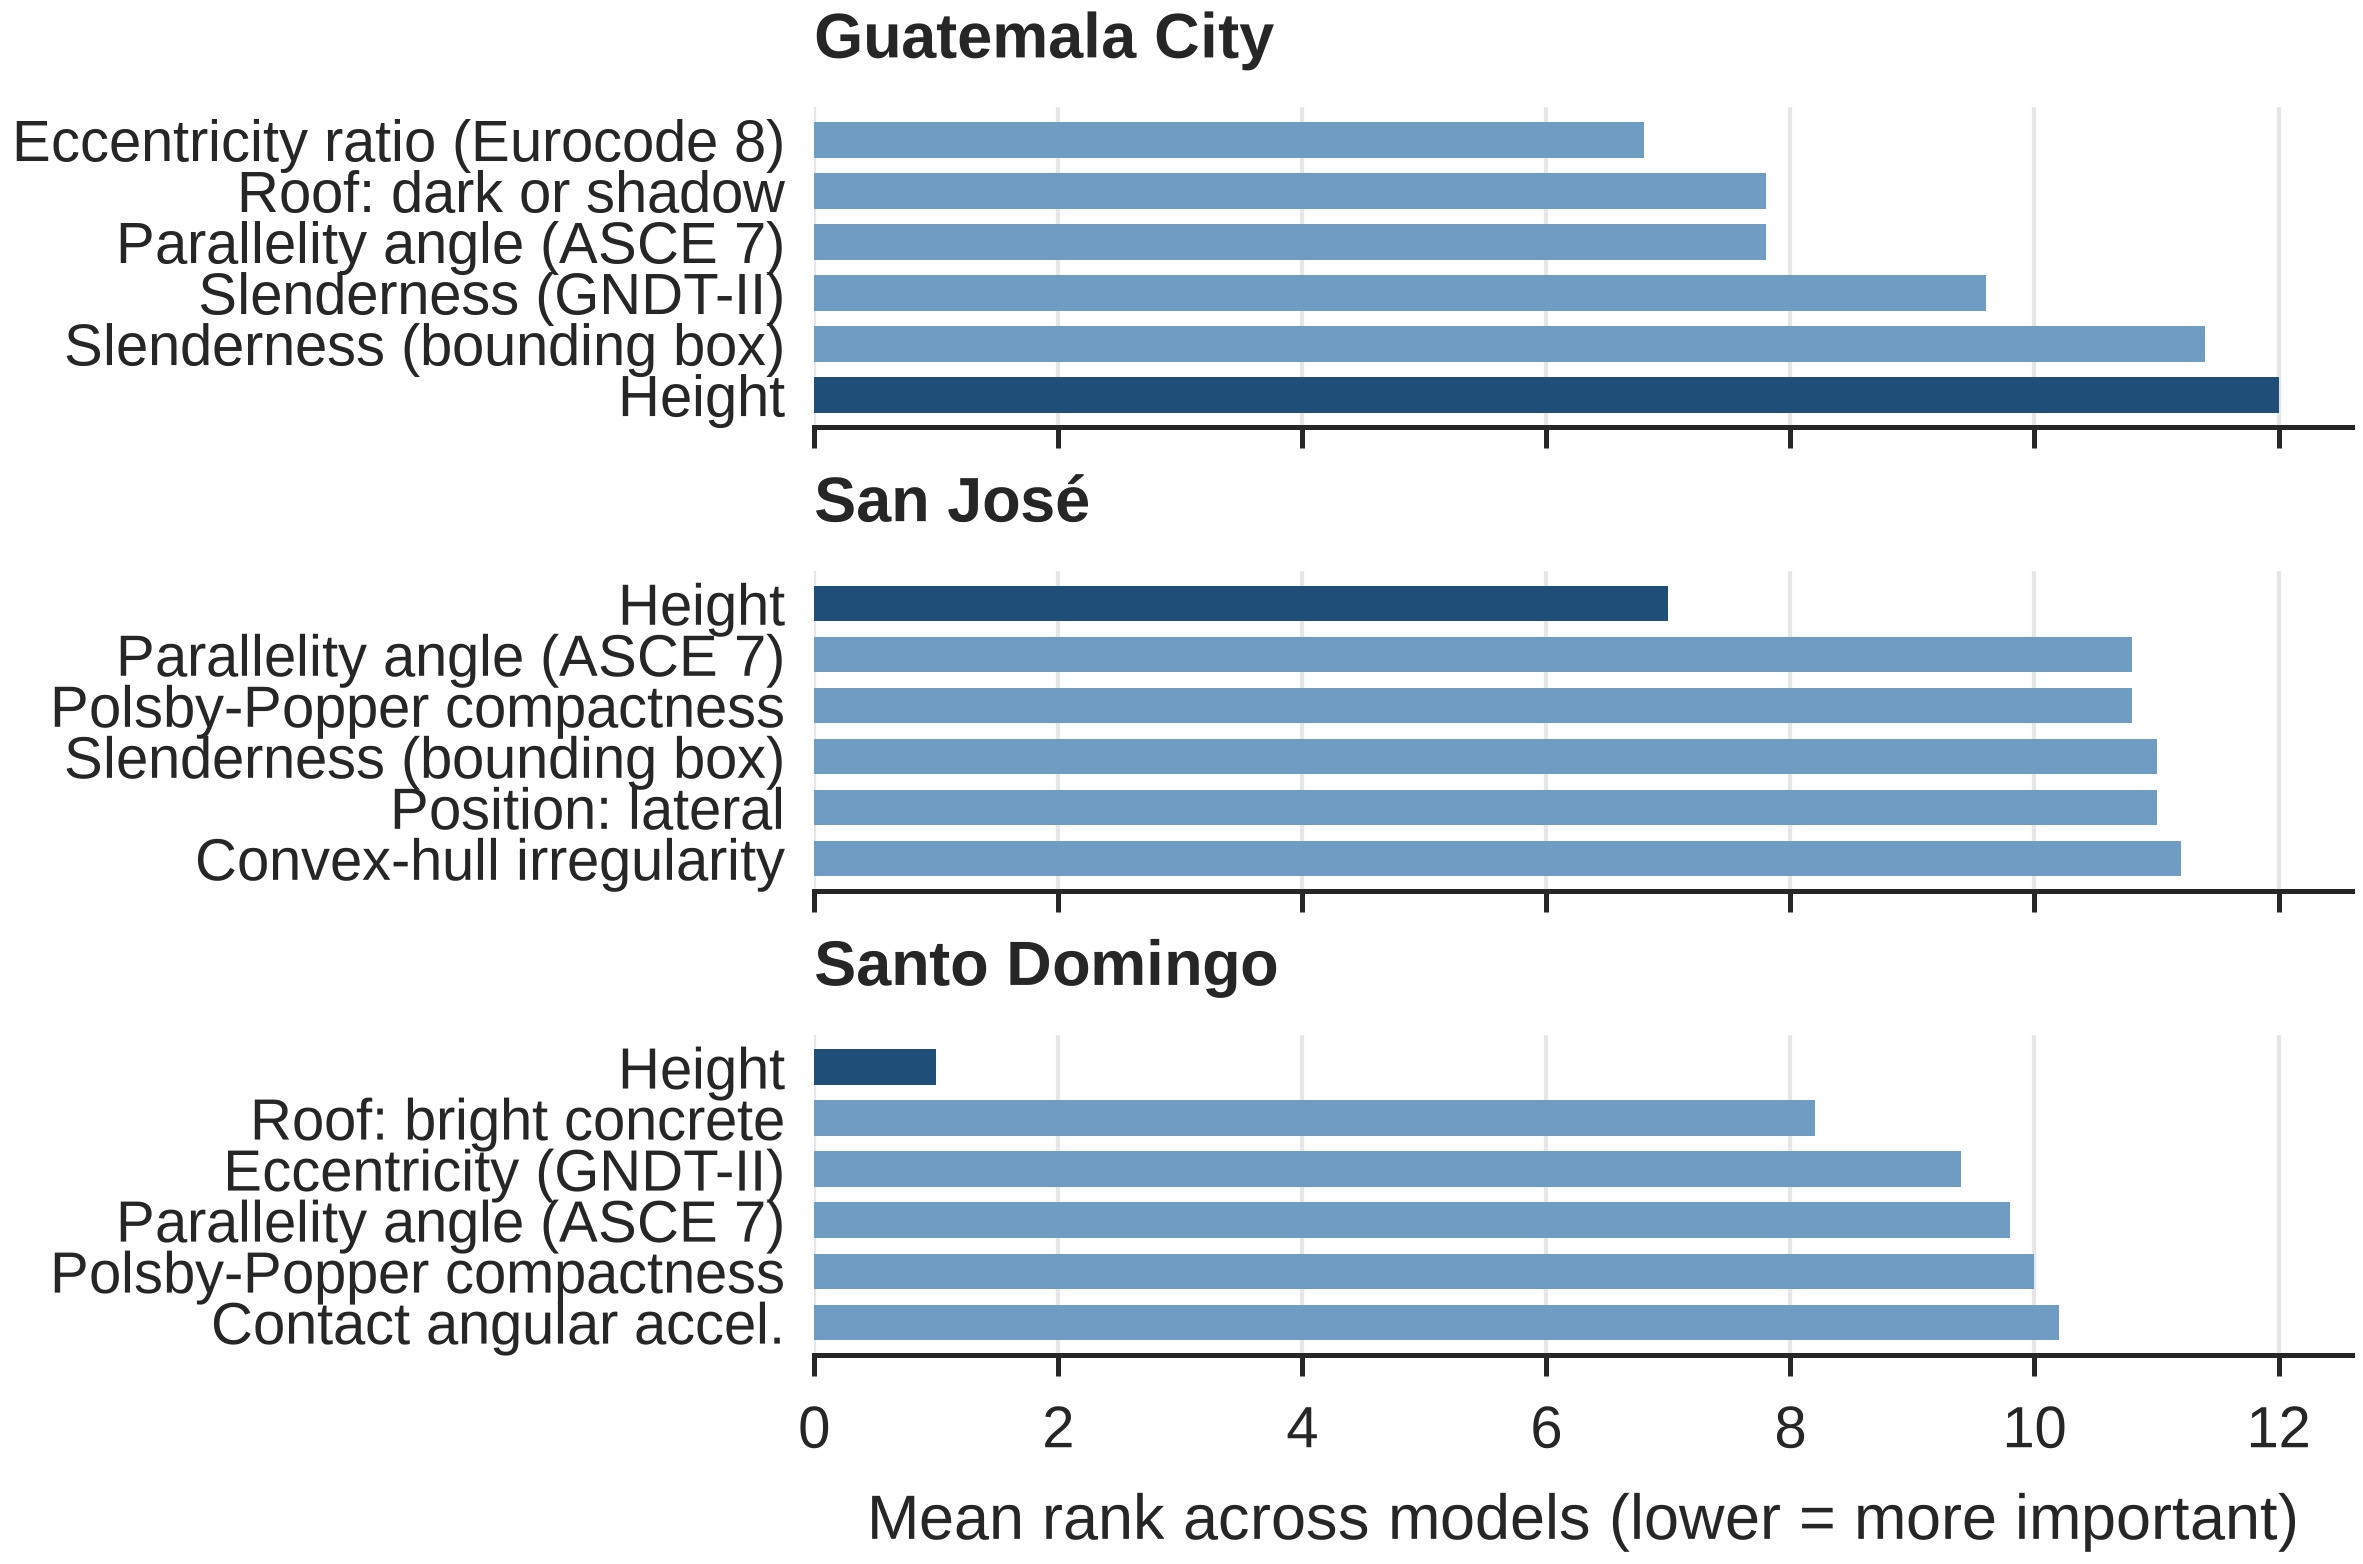 Guatemala City
Eccentricity ratio (Eurocode 8)
Roof: dark or shadow
Parallelity angle (ASCE 7)
Slenderness (GNDT-II)
Slenderness (bounding box)
Height
San José
Height
Parallelity angle (ASCE 7)
Polsby-Popper compactness
Slenderness (bounding box)
Position: lateral
Convex-hull irregularity
Santo Domingo
Height
Roof: bright concrete
Eccentricity (GNDT-II)
Parallelity angle (ASCE 7)
Polsby-Popper compactness
Contact angular accel.
0 2 4 6 8 10 12
Mean rank across models (lower = more important)